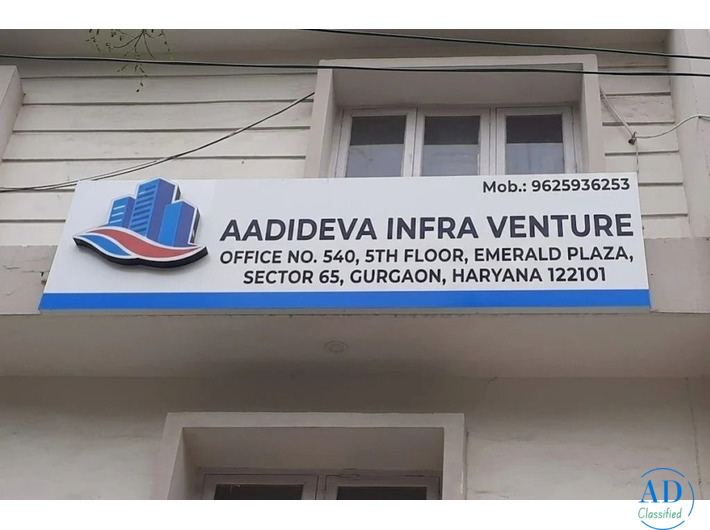 Mob.: 9625936253
AADIDEVA INFRA VENTURE
OFFICE NO. 540, 5TH FLOOR, EMERALD PLAZA,
SECTOR 65, GURGAON, HARYANA 122101
AD
Classified